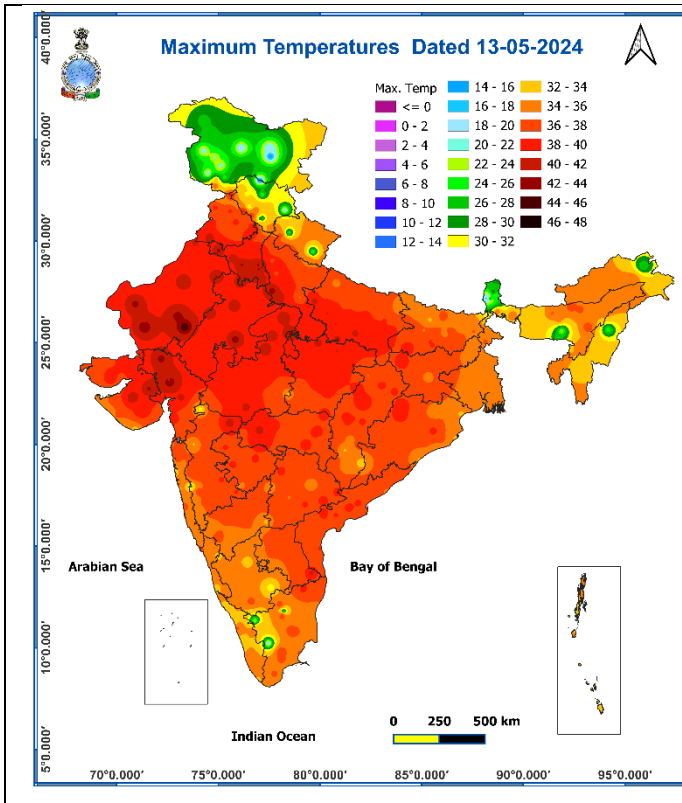 Maximum Temperatures Dated 13-05-2024
Max. Temp
<= 0
0 - 2
2 - 4
4 - 6
6 - 8
8 - 10
10 - 12
12 - 14
14 - 16
16 - 18
18 - 20
20 - 22
22 - 24
24 - 26
26 - 28
28 - 30
30 - 32
32 - 34
34 - 36
36 - 38
38 - 40
40 - 42
42 - 44
44 - 46
46 - 48
40°0.000'
35°0.000'
30°0.000'
25°0.000'
20°0.000'
15°0.000'
10°0.000'
5°0.000'
Arabian Sea
Bay of Bengal
Indian Ocean
0 250 500 km
70°0.000' 75°0.000' 80°0.000' 85°0.000' 90°0.000' 95°0.000'